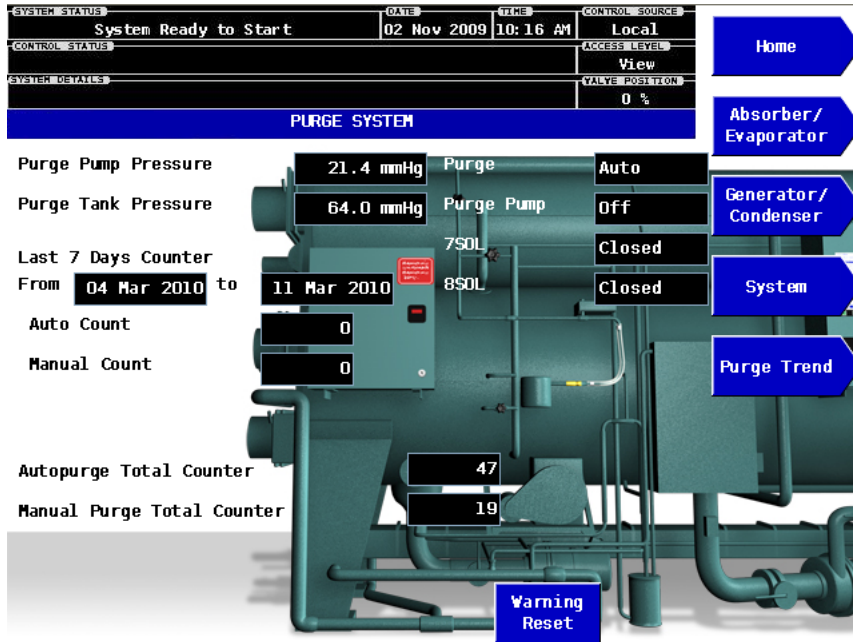 SYSTEM STATUS
System Ready to Start
DATE
02 Nov 2009
TIME
10:16 AM
CONTROL SOURCE
Local
CONTROL STATUS
ACCESS LEVEL
View
SYSTEM DETAILS
VALVE POSITION
0 %
PURGE SYSTEM
Home
Absorber/
Evaporator
Generator/
Condenser
System
Purge Trend
Purge Pump Pressure 21.4 mmHg Purge Auto
Purge Tank Pressure 64.0 mmHg Purge Pump Off
7SOL Closed
Last 7 Days Counter
From 04 Mar 2010 to 11 Mar 2010 8SOL Closed
Auto Count 0
Manual Count 0
Autopurge Total Counter 47
Manual Purge Total Counter 19
Warning
Reset